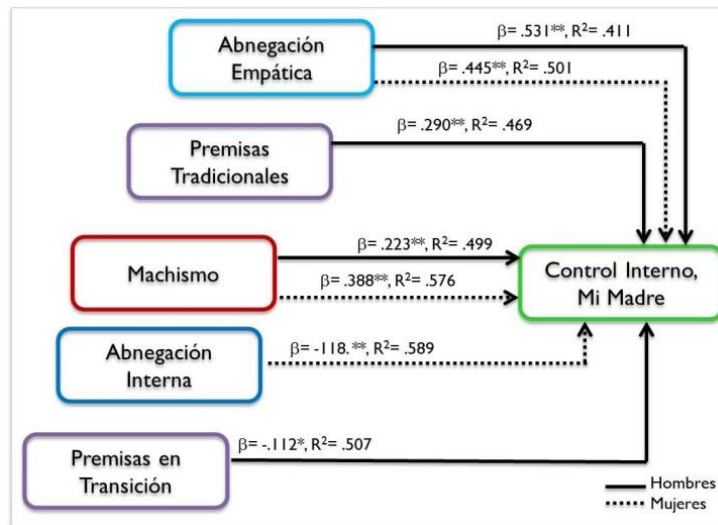 Abnegación
Empática
β= .531**, R²= .411
β= .445**, R²= .501
Premisas
Tradicionales
β= .290**, R²= .469
Machismo
β= .223**, R²= .499
β= .388**, R²= .576
Control Interno,
Mi Madre
Abnegación
Interna
β= -118. **, R²= .589
Premisas en
Transición
β= -.112*, R²= .507
Hombres
Mujeres